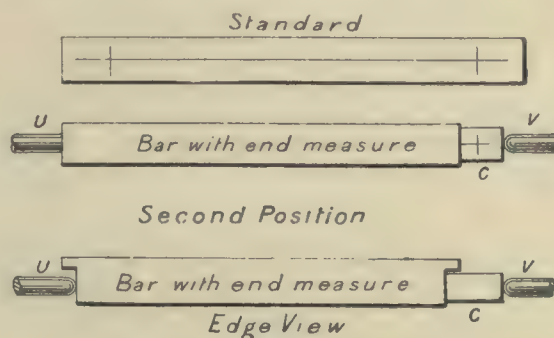 Standard
U V
Bar with end measure
C
Second Position
U V
Bar with end measure
C
Edge View